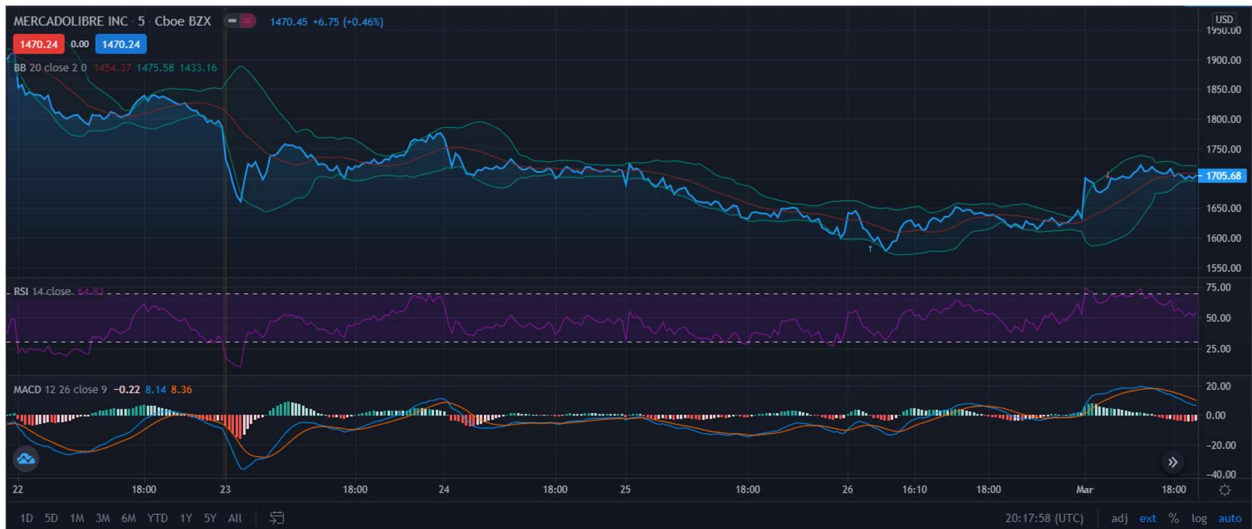 MERCADOLIBRE INC · 5 · Cboe BZX 1470.45 +6.75 (+0.46%)
USD
1470.24 0.00 1470.24
BB 20 close 2 0 1454.37 1475.58 1433.16
1950.00
1900.00
1850.00
1800.00
1750.00
1705.68
1650.00
1600.00
1550.00
RSI 14 close 64.83
75.00
50.00
25.00
MACD 12 26 close 9 −0.22 8.14 8.36
20.00
0.00
−20.00
−40.00
22 18:00 23 18:00 24 18:00 25 18:00 26 16:10 18:00 Mar 18:00
1D 5D 1M 3M 6M YTD 1Y 5Y All 20:17:58 (UTC) adj ext % log auto